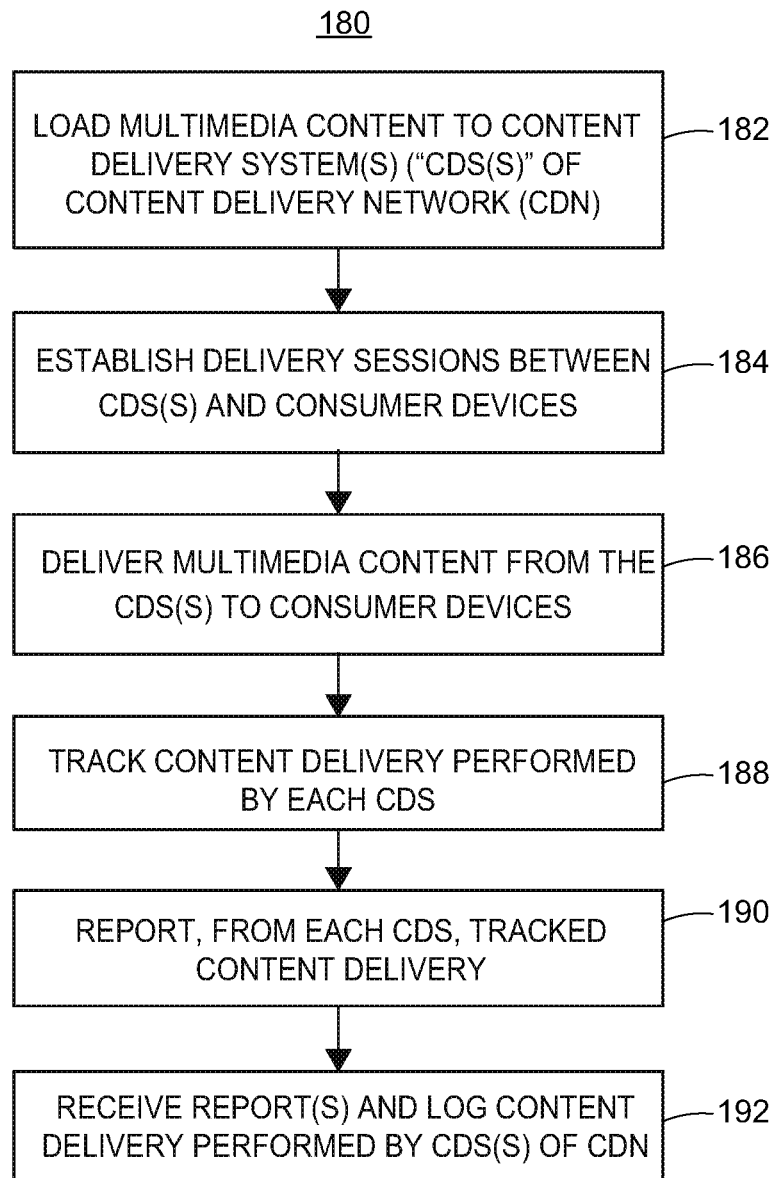 180
LOAD MULTIMEDIA CONTENT TO CONTENT
DELIVERY SYSTEM(S) (“CDS(S)” OF
CONTENT DELIVERY NETWORK (CDN)
182
ESTABLISH DELIVERY SESSIONS BETWEEN
CDS(S) AND CONSUMER DEVICES
184
DELIVER MULTIMEDIA CONTENT FROM THE
CDS(S) TO CONSUMER DEVICES
186
TRACK CONTENT DELIVERY PERFORMED
BY EACH CDS
188
REPORT, FROM EACH CDS, TRACKED
CONTENT DELIVERY
190
RECEIVE REPORT(S) AND LOG CONTENT
DELIVERY PERFORMED BY CDS(S) OF CDN
192